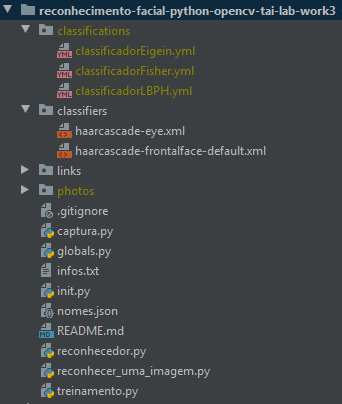 reconhecimento-facial-python-opencv-tai-lab-work3
classifications
classificadorEigein.yml
classificadorFisher.yml
classificadorLBPH.yml
classifiers
haarcascade-eye.xml
haarcascade-frontalface-default.xml
links
photos
.gitignore
captura.py
globals.py
infos.txt
init.py
nomes.json
README.md
reconhecedor.py
reconhecer_uma_imagem.py
treinamento.py